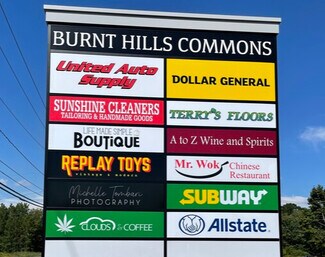 BURNT HILLS COMMONS
United Auto
Supply
DOLLAR GENERAL
SUNSHINE CLEANERS
TAILORING & HANDMADE GOODS
TERRY'S FLOORS
LIFE MADE SIMPLE
BOUTIQUE
A to Z Wine and Spirits
REPLAY TOYS
Mr. Wok Chinese
Restaurant
Michelle Tambari
PHOTOGRAPHY
SUBWAY
CLOUDS COFFEE
Allstate